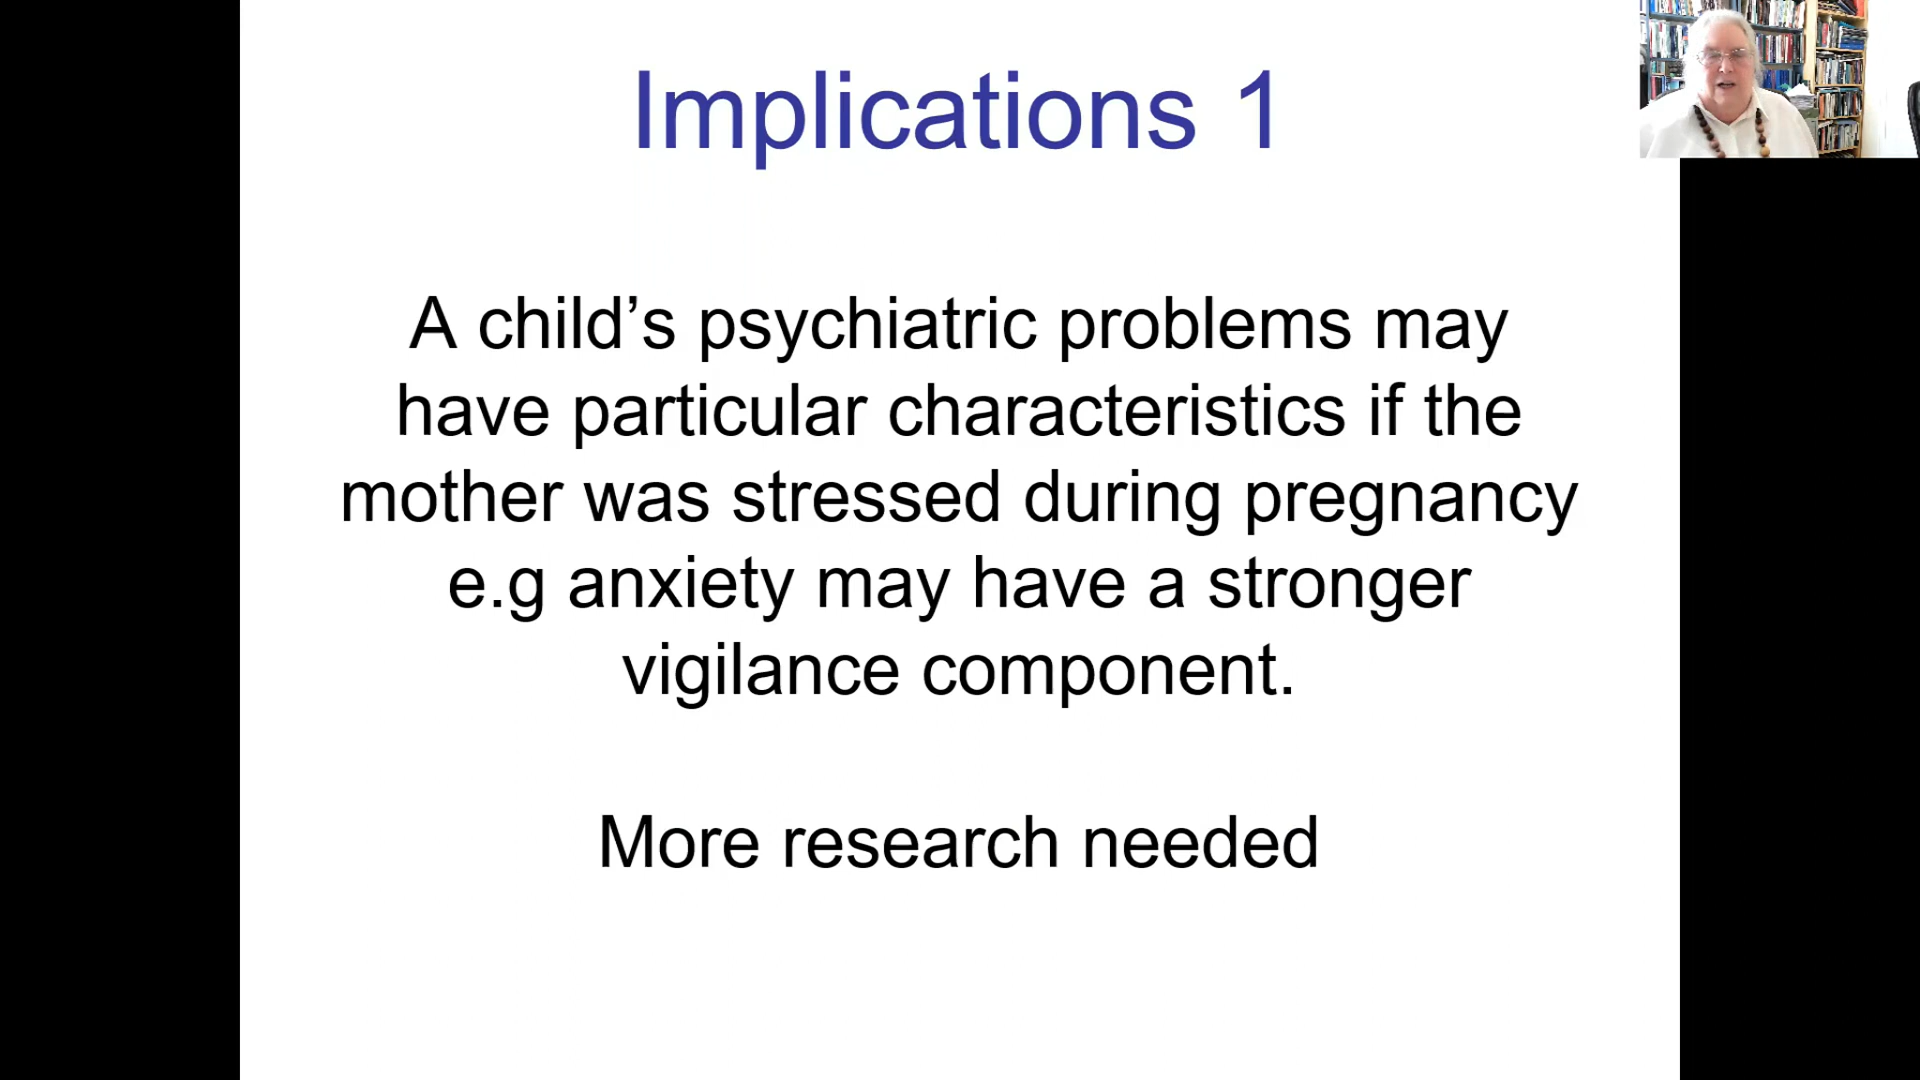 Implications 1
A child’s psychiatric problems may
have particular characteristics if the
mother was stressed during pregnancy
e.g anxiety may have a stronger
vigilance component.
More research needed